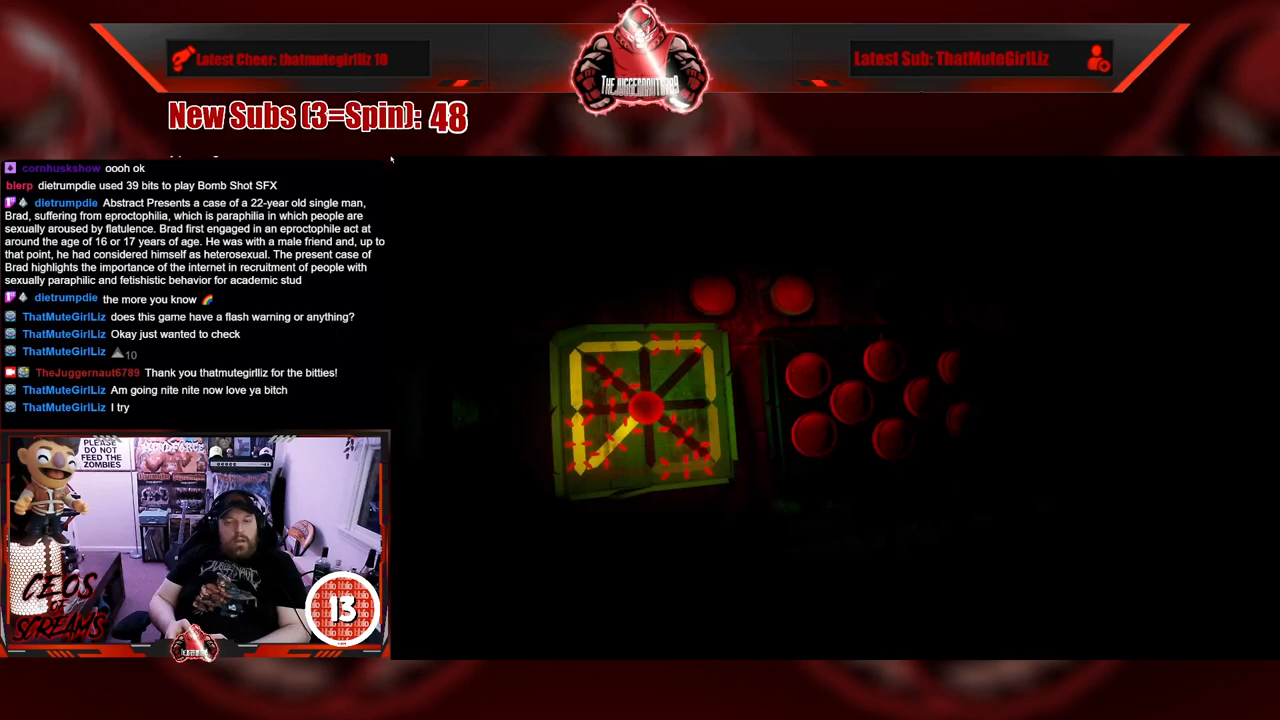 Latest Cheer: thatmutegirlliz 10
THEJUGGERNAUT6789
Latest Sub: ThatMuteGirlLiz
New Subs (3=Spin): 48
cornhuskshow oooh ok
blerp dietrumpdie used 39 bits to play Bomb Shot SFX
dietrumpdie Abstract Presents a case of a 22-year old single man,
Brad, suffering from eproctophilia, which is paraphilia in which people are
sexually aroused by flatulence. Brad first engaged in an eproctophile act at
around the age of 16 or 17 years of age. He was with a male friend and, up to
that point, he had considered himself as heterosexual. The present case of
Brad highlights the importance of the internet in recruitment of people with
sexually paraphilic and fetishistic behavior for academic stud
dietrumpdie the more you know 🌈
ThatMuteGirlLiz does this game have a flash warning or anything?
ThatMuteGirlLiz Okay just wanted to check
ThatMuteGirlLiz 10
TheJuggernaut6789 Thank you thatmutegirlliz for the bitties!
ThatMuteGirlLiz Am going nite nite now love ya bitch
ThatMuteGirlLiz I try
PLEASE
DO NOT
FEED THE
ZOMBIES
CEOS
OF
SCREAMS
13